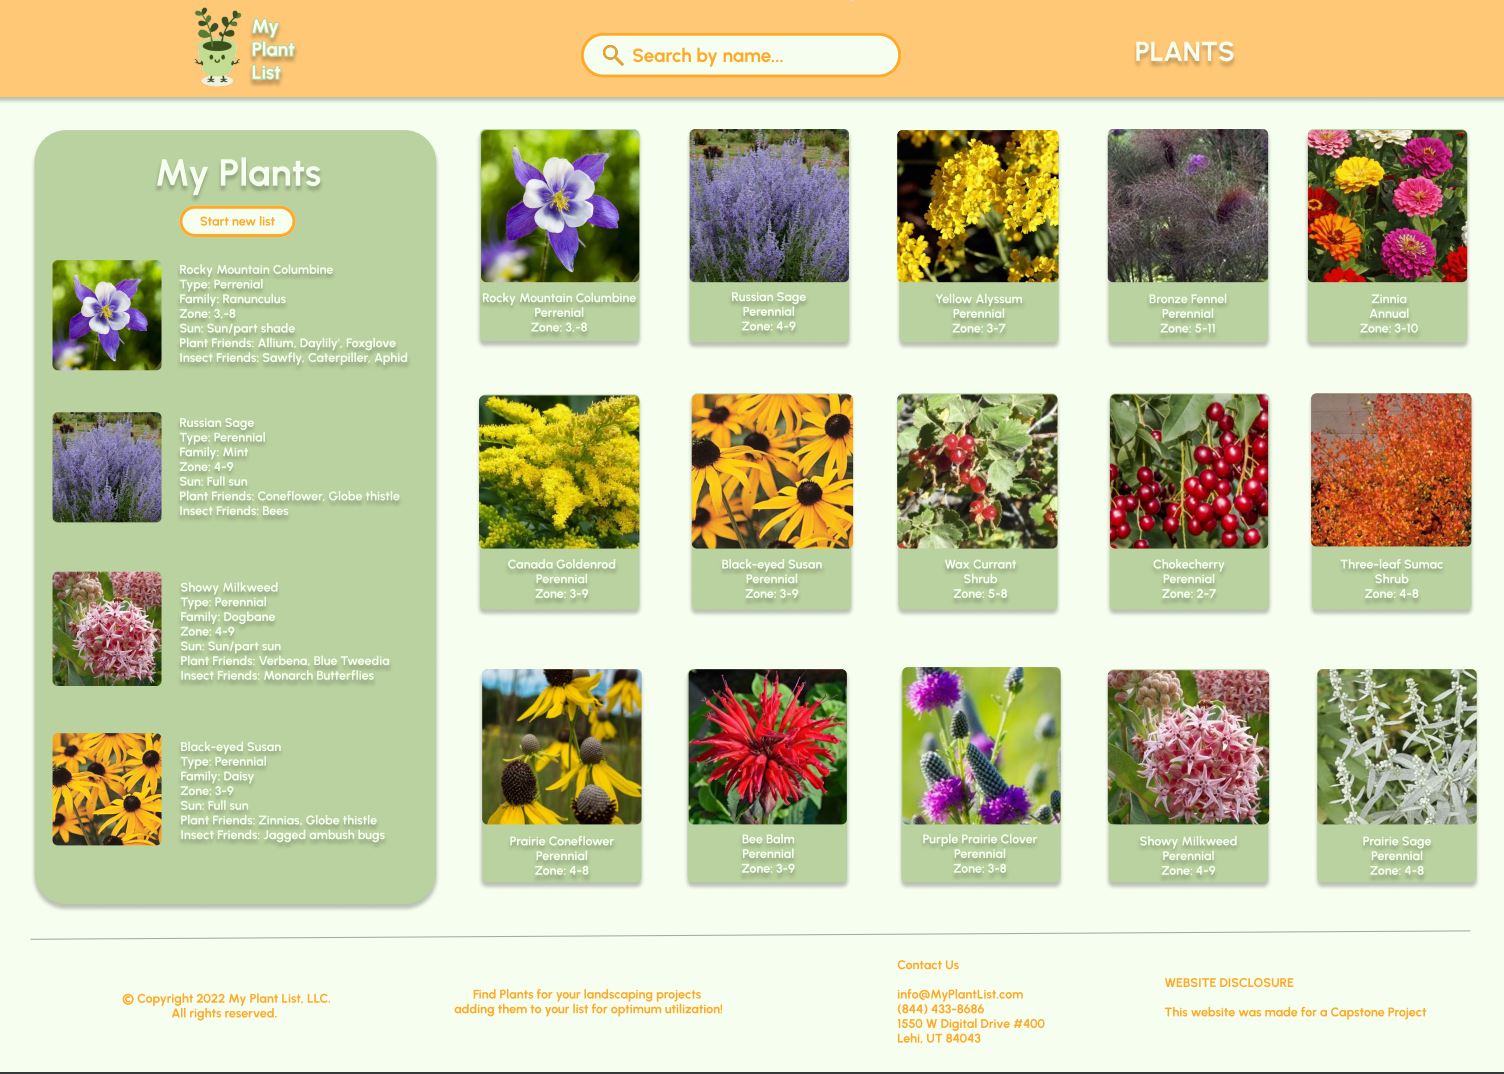 My
Plant
List
Search by name...
PLANTS
My Plants
Start new list
Rocky Mountain Columbine
Type: Perrenial
Family: Ranunculus
Zone: 3,-8
Sun: Sun/part shade
Plant Friends: Allium, Daylily', Foxglove
Insect Friends: Sawfly, Caterpiller, Aphid
Russian Sage
Type: Perennial
Family: Mint
Zone: 4-9
Sun: Full sun
Plant Friends: Coneflower, Globe thistle
Insect Friends: Bees
Showy Milkweed
Type: Perennial
Family: Dogbane
Zone: 4-9
Sun: Sun/part sun
Plant Friends: Verbena, Blue Tweedia
Insect Friends: Monarch Butterflies
Black-eyed Susan
Type: Perennial
Family: Daisy
Zone: 3-9
Sun: Full sun
Plant Friends: Zinnias, Globe thistle
Insect Friends: Jagged ambush bugs
Rocky Mountain Columbine
Perrenial
Zone: 3,-8
Russian Sage
Perennial
Zone: 4-9
Yellow Alyssum
Perennial
Zone: 3-7
Bronze Fennel
Perennial
Zone: 5-11
Zinnia
Annual
Zone: 3-10
Canada Goldenrod
Perennial
Zone: 3-9
Black-eyed Susan
Perennial
Zone: 3-9
Wax Currant
Shrub
Zone: 5-8
Chokecherry
Perennial
Zone: 2-7
Three-leaf Sumac
Shrub
Zone: 4-8
Prairie Coneflower
Perennial
Zone: 4-8
Bee Balm
Perennial
Zone: 3-9
Purple Prairie Clover
Perennial
Zone: 3-8
Showy Milkweed
Perennial
Zone: 4-9
Prairie Sage
Perennial
Zone: 4-8
© Copyright 2022 My Plant List, LLC.
All rights reserved.
Find Plants for your landscaping projects
adding them to your list for optimum utilization!
Contact Us
info@MyPlantList.com
(844) 433-8686
1550 W Digital Drive #400
Lehi, UT 84043
WEBSITE DISCLOSURE
This website was made for a Capstone Project